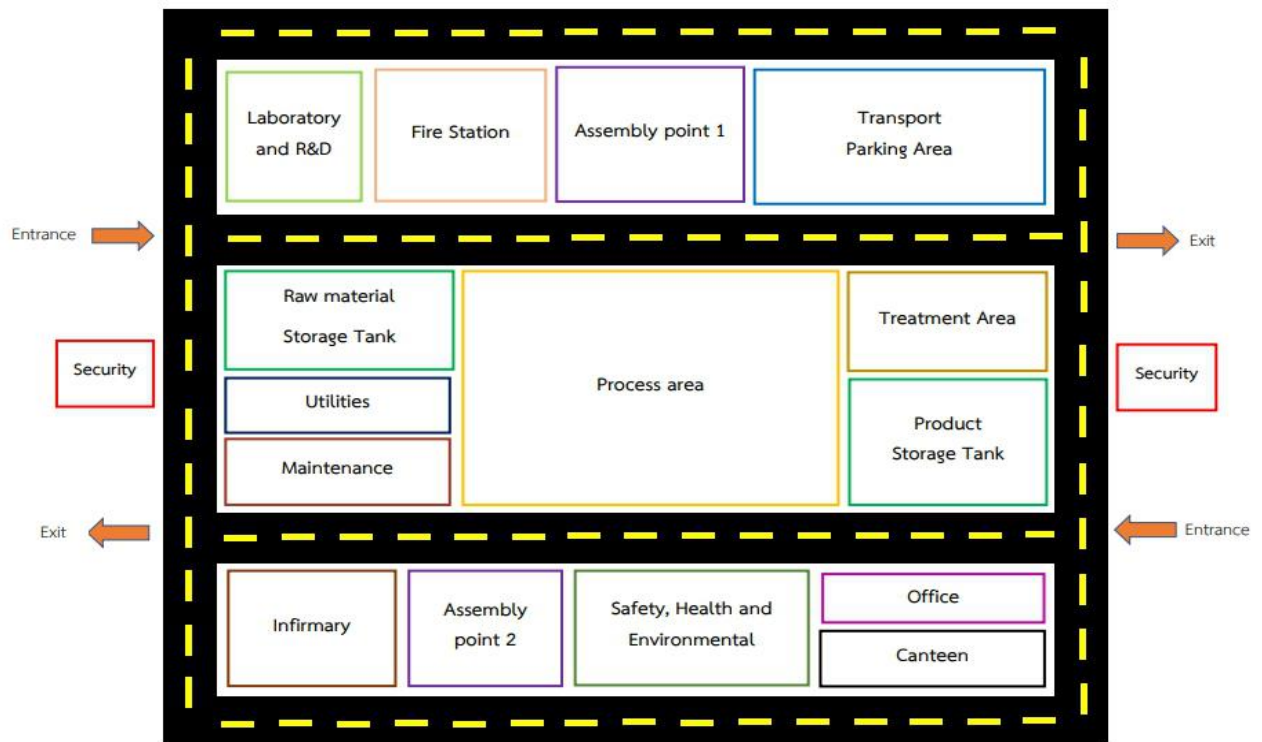 Laboratory
and R&D
Fire Station
Assembly point 1
Transport
Parking Area
Entrance
Exit
Raw material
Storage Tank
Treatment Area
Security
Process area
Security
Utilities
Product
Storage Tank
Maintenance
Exit
Entrance
Infirmary
Assembly
point 2
Safety, Health and
Environmental
Office
Canteen